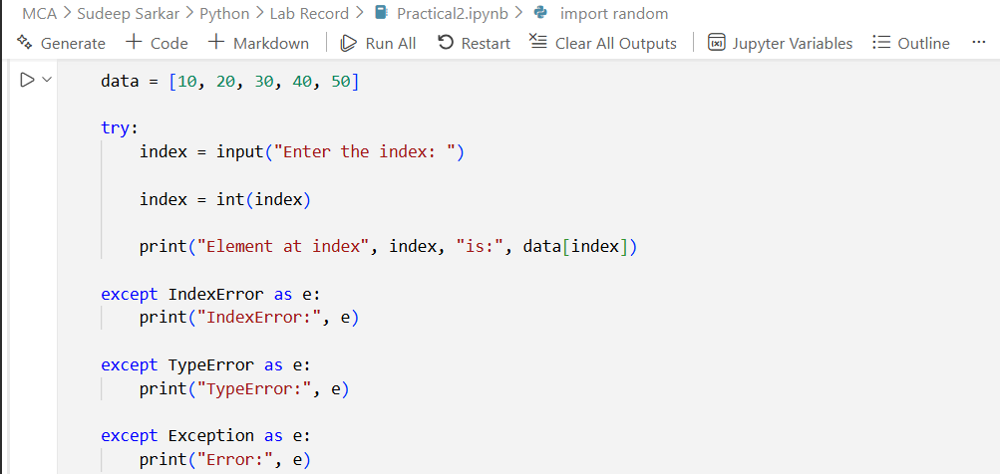 MCA > Sudeep Sarkar > Python > Lab Record > Practical2.ipynb > import random
Generate + Code + Markdown | Run All Restart Clear All Outputs | Jupyter Variables Outline ...
data = [10, 20, 30, 40, 50]
try:
    index = input("Enter the index: ")
    index = int(index)
    print("Element at index", index, "is:", data[index])
except IndexError as e:
    print("IndexError:", e)
except TypeError as e:
    print("TypeError:", e)
except Exception as e:
    print("Error:", e)